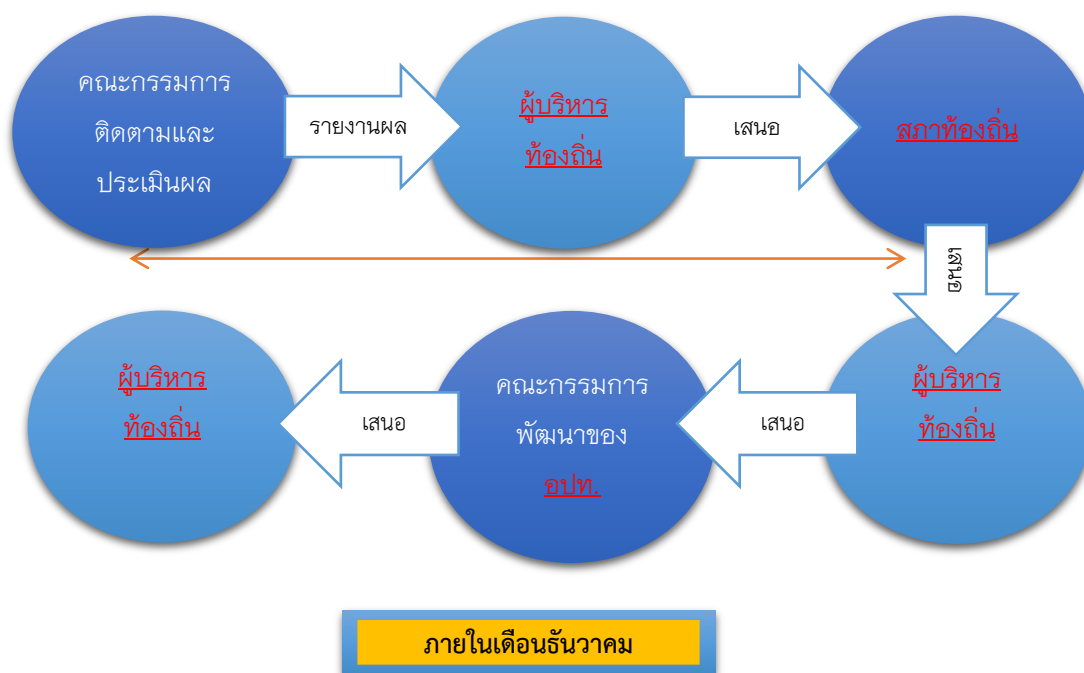 คณะกรรมการ
ติดตามและ
ประเมินผล
รายงานผล
ผู้บริหาร
ท้องถิ่น
เสนอ
สภาท้องถิ่น
เสนอ
ผู้บริหาร
ท้องถิ่น
เสนอ
คณะกรรมการ
พัฒนาของ
อปท.
เสนอ
ผู้บริหาร
ท้องถิ่น
ภายในเดือนธันวาคม